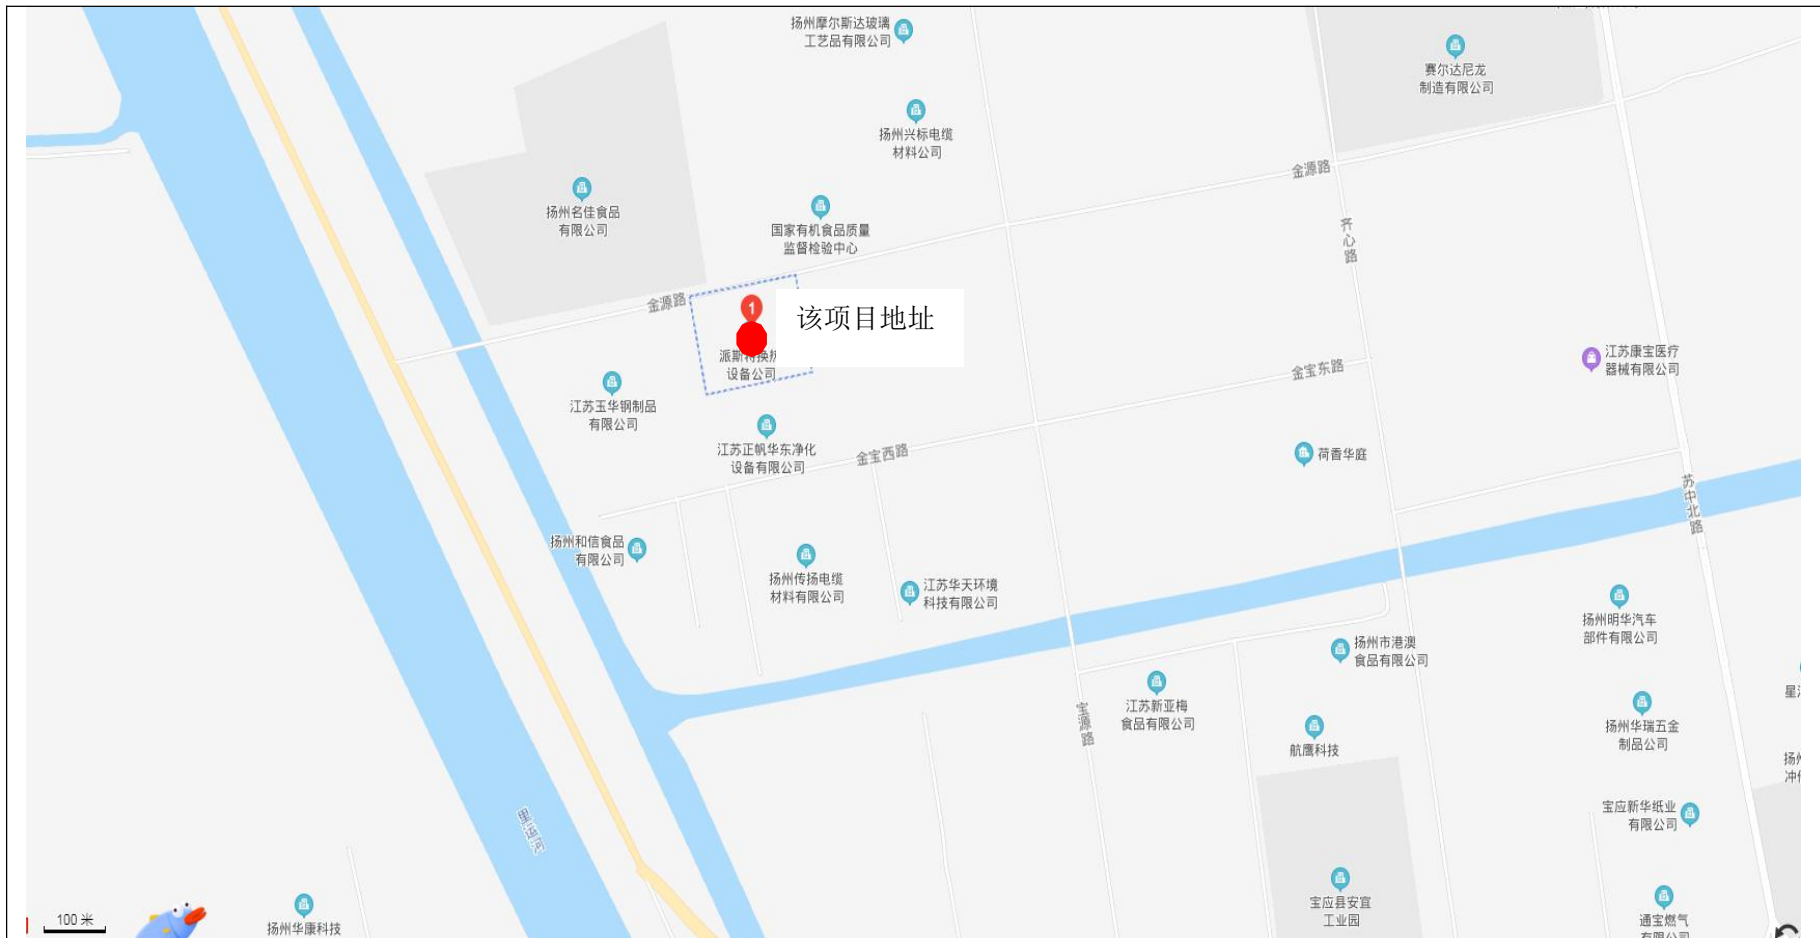 扬州摩尔斯达玻璃
工艺品有限公司
赛尔达尼龙
制造有限公司
扬州兴标电缆
材料公司
金源路
扬州名佳食品
有限公司
国家有机食品质量
监督检验中心
齐心路
金源路
1
该项目地址
派斯特换热
设备公司
江苏康宝医疗
器械有限公司
金宝东路
江苏玉华钢制品
有限公司
江苏正帆华东净化
设备有限公司
金宝西路
荷香华庭
苏中北路
扬州和信食品
有限公司
扬州传扬电缆
材料有限公司
江苏华天环境
科技有限公司
扬州明华汽车
部件有限公司
扬州市港澳
食品有限公司
江苏新亚梅
食品有限公司
宝源路
扬州华瑞五金
制品公司
航鹰科技
宝应新华纸业
有限公司
里运河
宝应县安宜
工业园
通宝燃气
有限公司
100 米
扬州华康科技